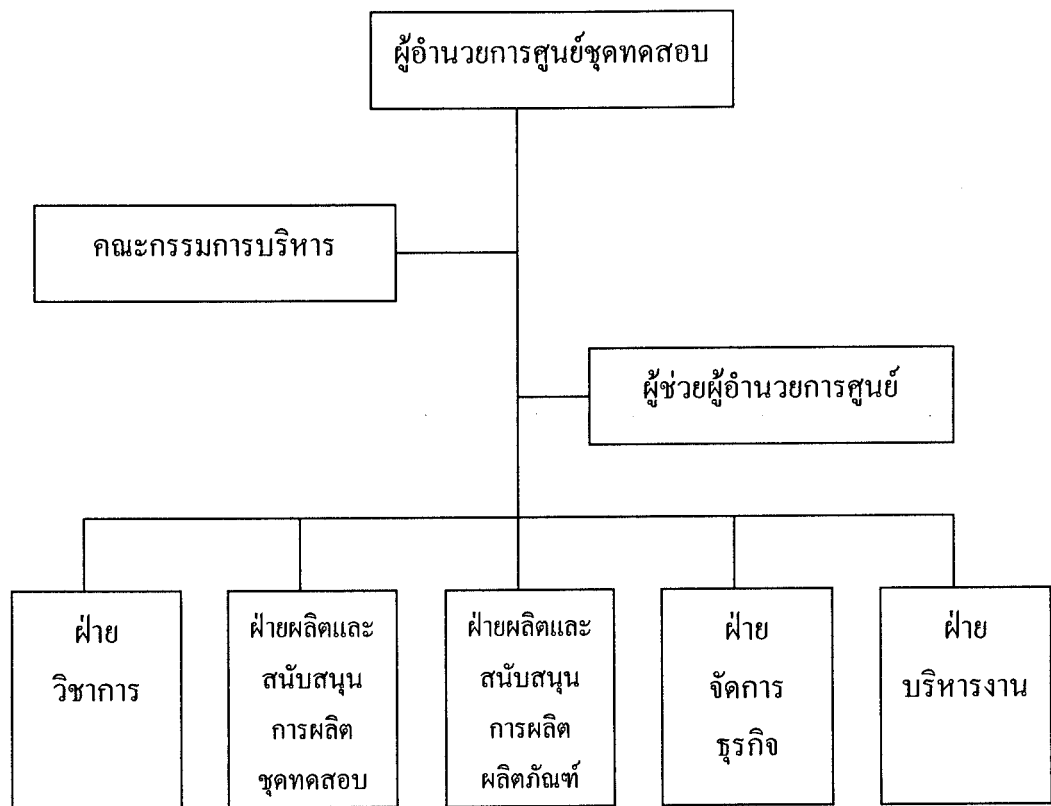 ผู้อำนวยการศูนย์ชุดทดสอบ
คณะกรรมการบริหาร
ผู้ช่วยผู้อำนวยการศูนย์
ฝ่าย
วิชาการ
ฝ่ายผลิตและ
สนับสนุน
การผลิต
ชุดทดสอบ
ฝ่ายผลิตและ
สนับสนุน
การผลิต
ผลิตภัณฑ์
ฝ่าย
จัดการ
ธุรกิจ
ฝ่าย
บริหารงาน